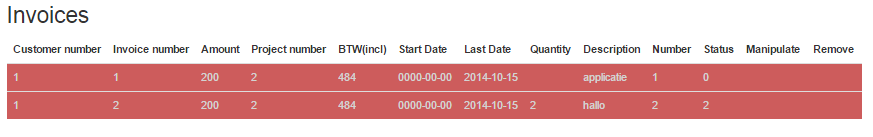 Invoices
Customer number Invoice number Amount Project number BTW(incl) Start Date Last Date Quantity Description Number Status Manipulate Remove
1 1 200 2 484 0000-00-00 2014-10-15 applicatie 1 0
1 2 200 2 484 0000-00-00 2014-10-15 2 hallo 2 2